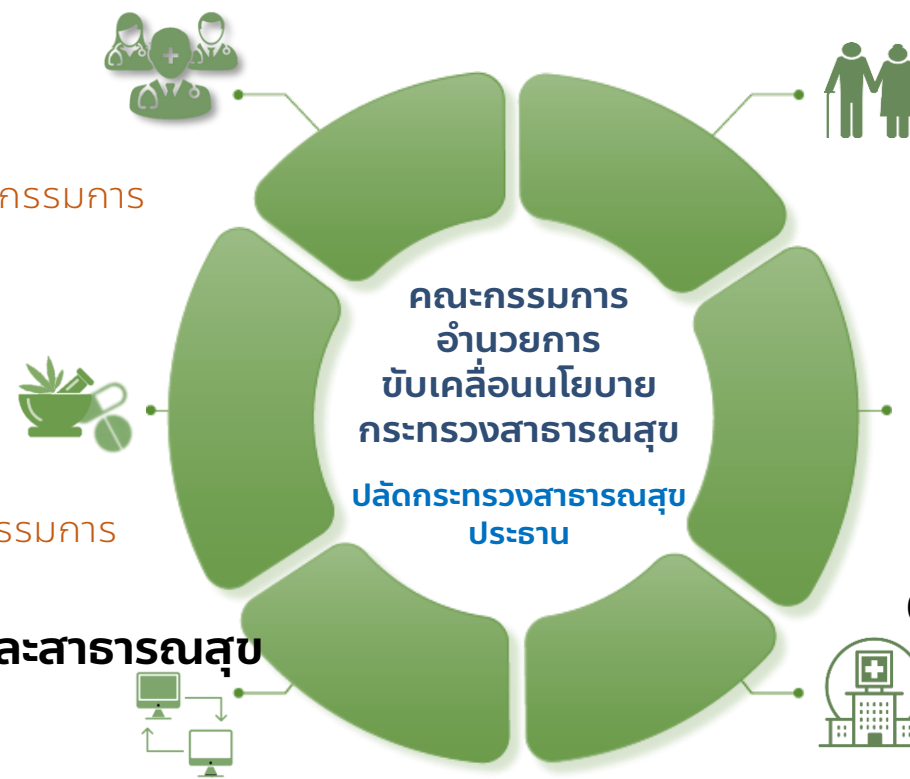 กรรมการ
คณะกรรมการ
อำนวยการ
ขับเคลื่อนนโยบาย
กระทรวงสาธารณสุข
ปลัดกระทรวงสาธารณสุข
ประธาน
รรมการ
ละสาธารณสุข